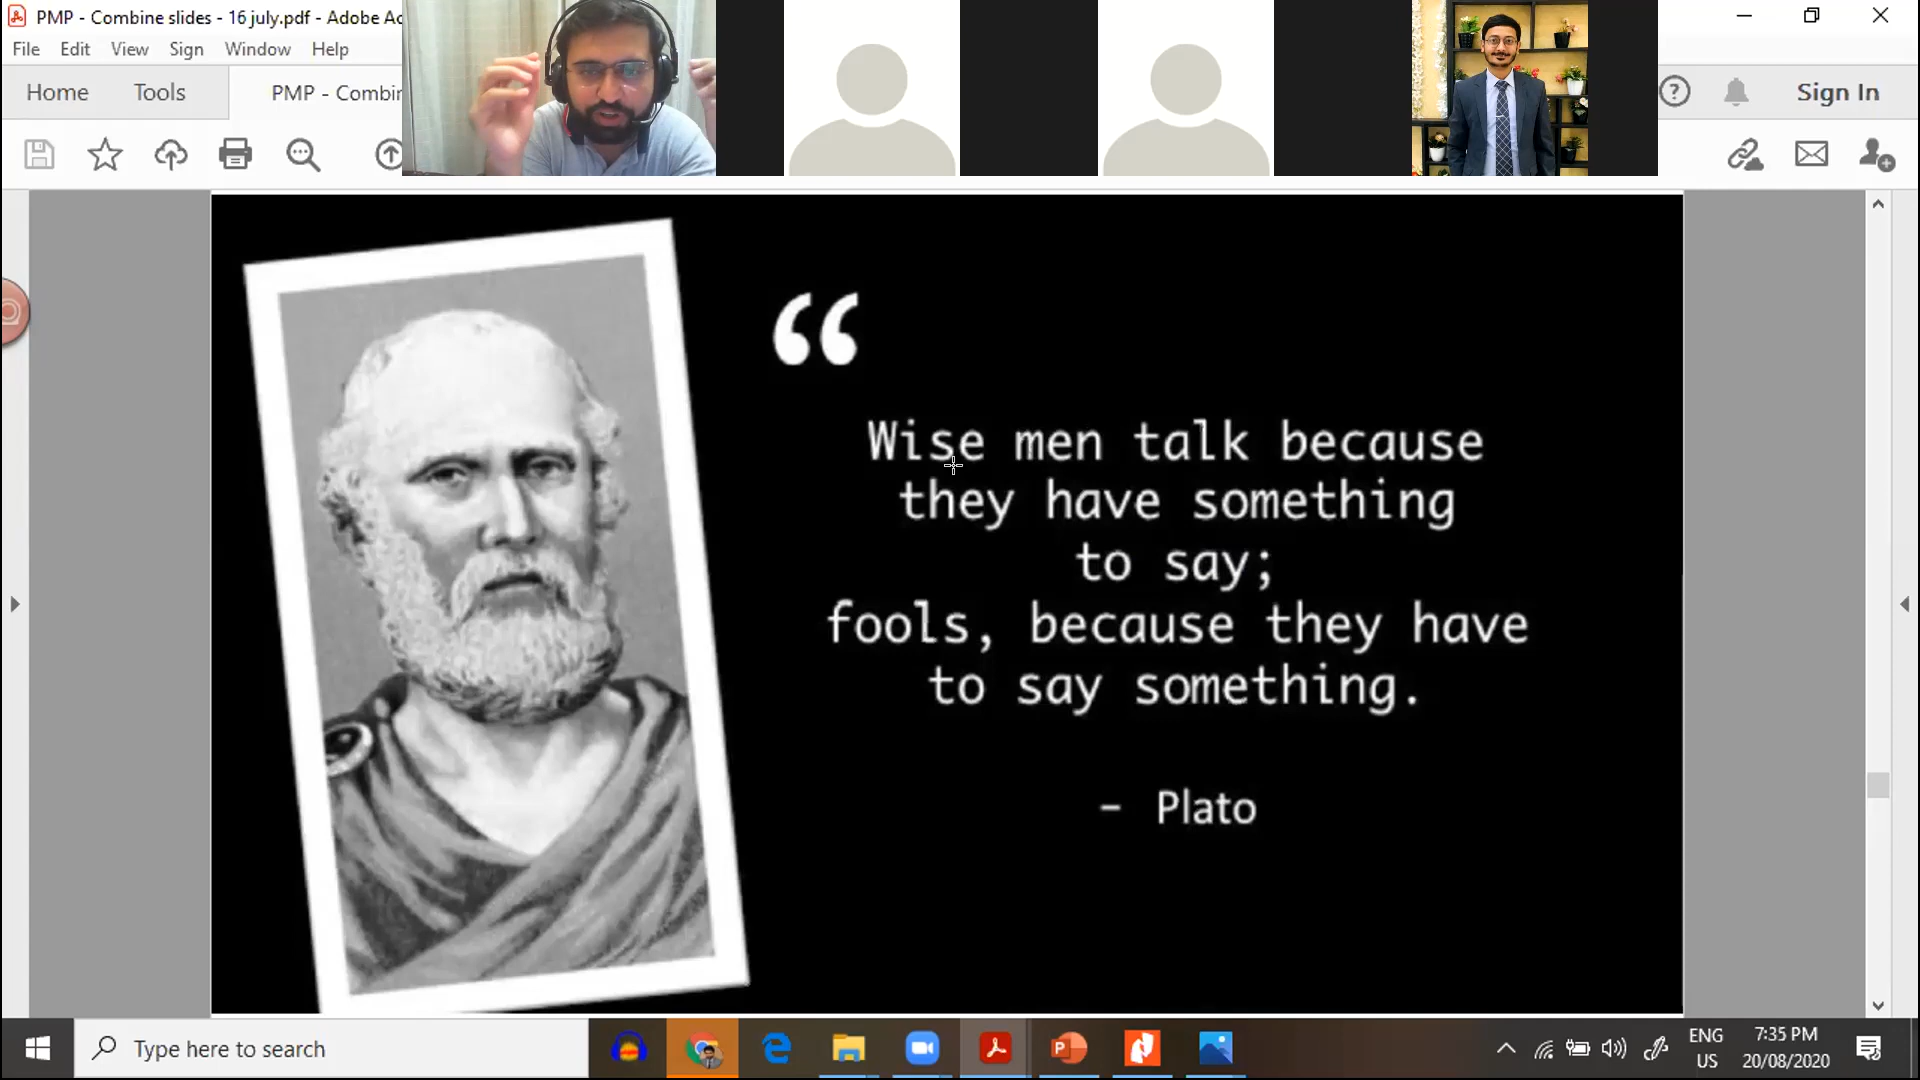 PMP - Combine slides - 16 july.pdf - Adobe Ac
File Edit View Sign Window Help
Home Tools PMP - Combin
Sign In
“
Wise men talk because
they have something
to say;
fools, because they have
to say something.
- Plato
Type here to search
ENG
US
7:35 PM
20/08/2020